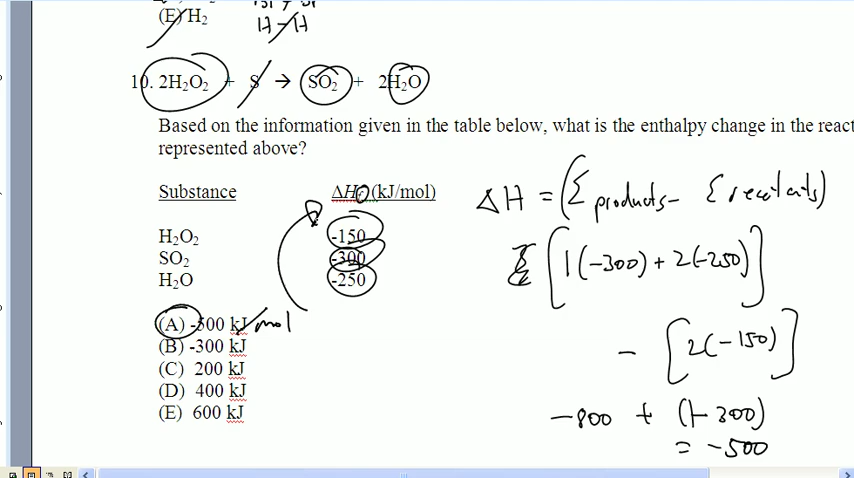 (E) H₂
H-H
10. 2H₂O₂ + S → SO₂ + 2H₂O
Based on the information given in the table below, what is the enthalpy change in the react
represented above?
Substance ΔHfO (kJ/mol)
H₂O₂ -150
SO₂ -300
H₂O -250
(A) -500 kJ/mol
(B) -300 kJ
(C) 200 kJ
(D) 400 kJ
(E) 600 kJ
ΔH = (Σ products - Σ reactants)
[1(-300) + 2(-250)]
- [2(-150)]
-800 + (+300)
= -500